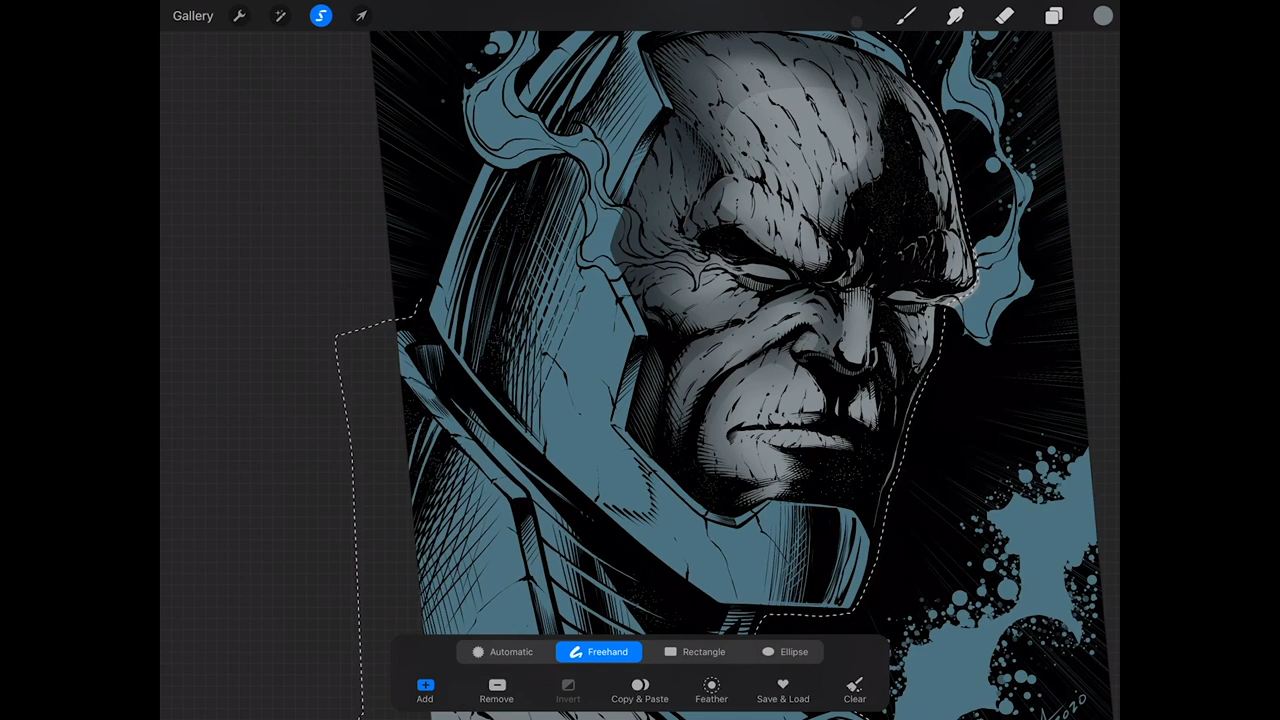 Gallery
Automatic
Freehand
Rectangle
Ellipse
Add
Remove
Invert
Copy & Paste
Feather
Save & Load
Clear